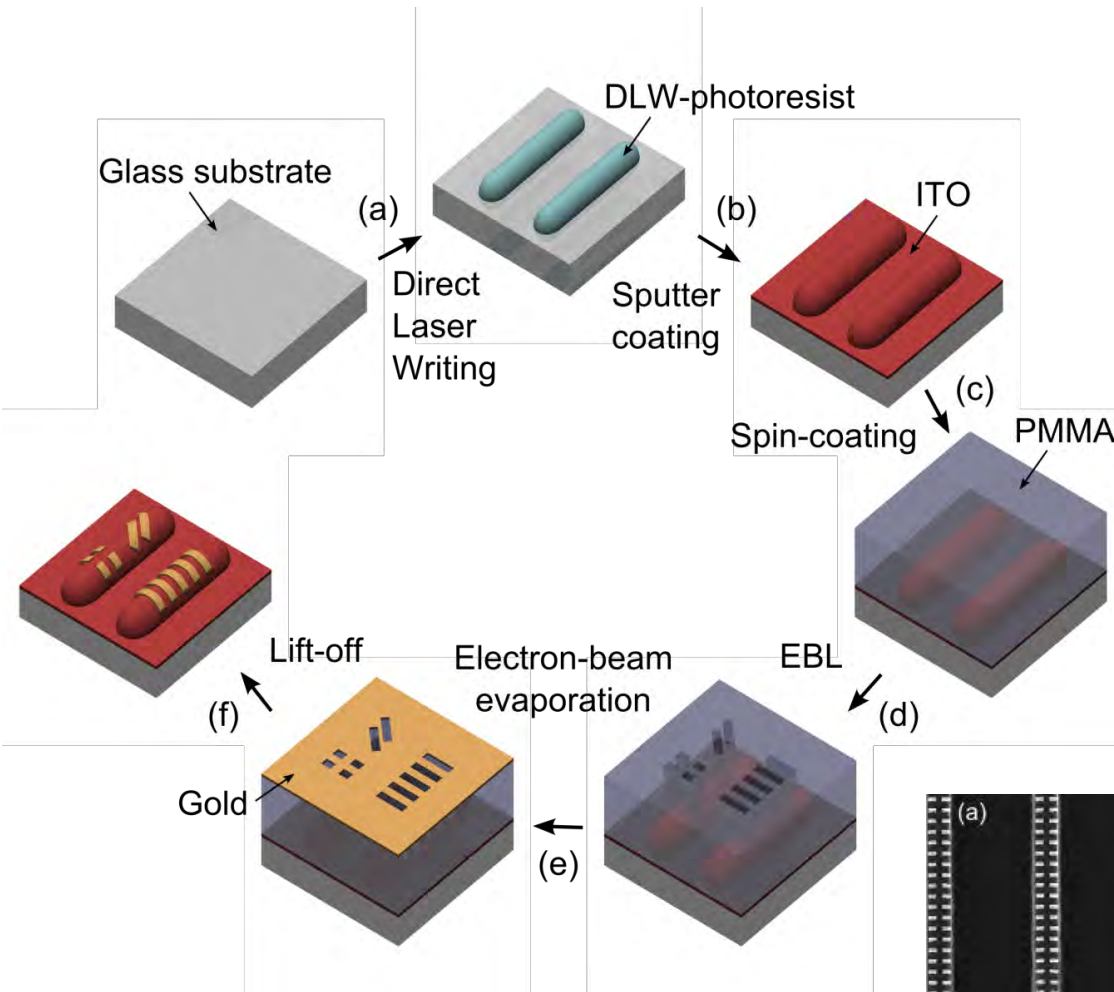 DLW-photoresist
Glass substrate
(a)
Direct
Laser
Writing
(b)
Sputter
coating
ITO
(c)
Spin-coating
PMMA
EBL
(d)
Electron-beam
evaporation
(e)
Gold
Lift-off
(f)
(a)